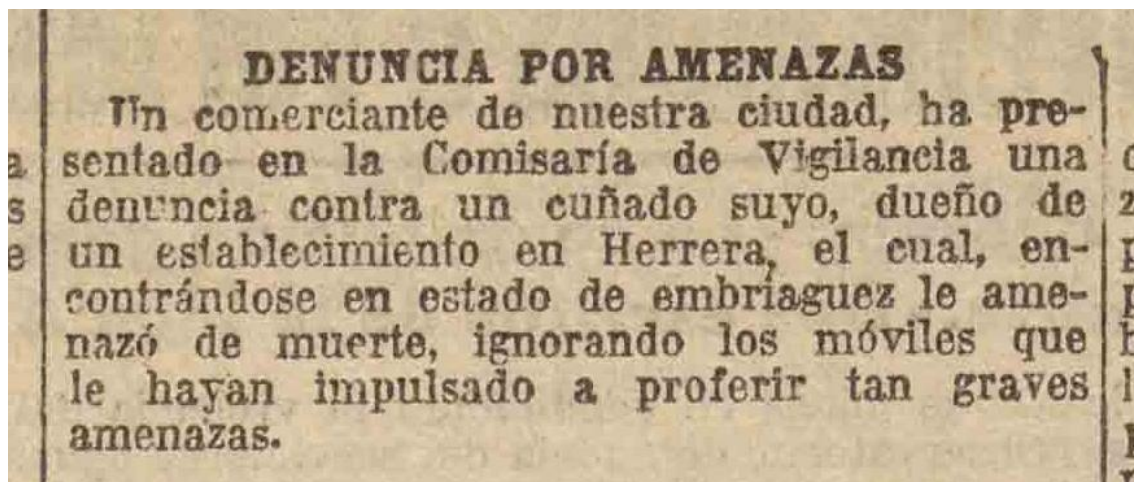 DENUNCIA POR AMENAZAS
Un comerciante de nuestra ciudad, ha pre-
sentado en la Comisaría de Vigilancia una
denuncia contra un cuñado suyo, dueño de
un establecimiento en Herrera, el cual, en-
contrándose en estado de embriaguez le ame-
nazó de muerte, ignorando los móviles que
le hayan impulsado a proferir tan graves
amenazas.